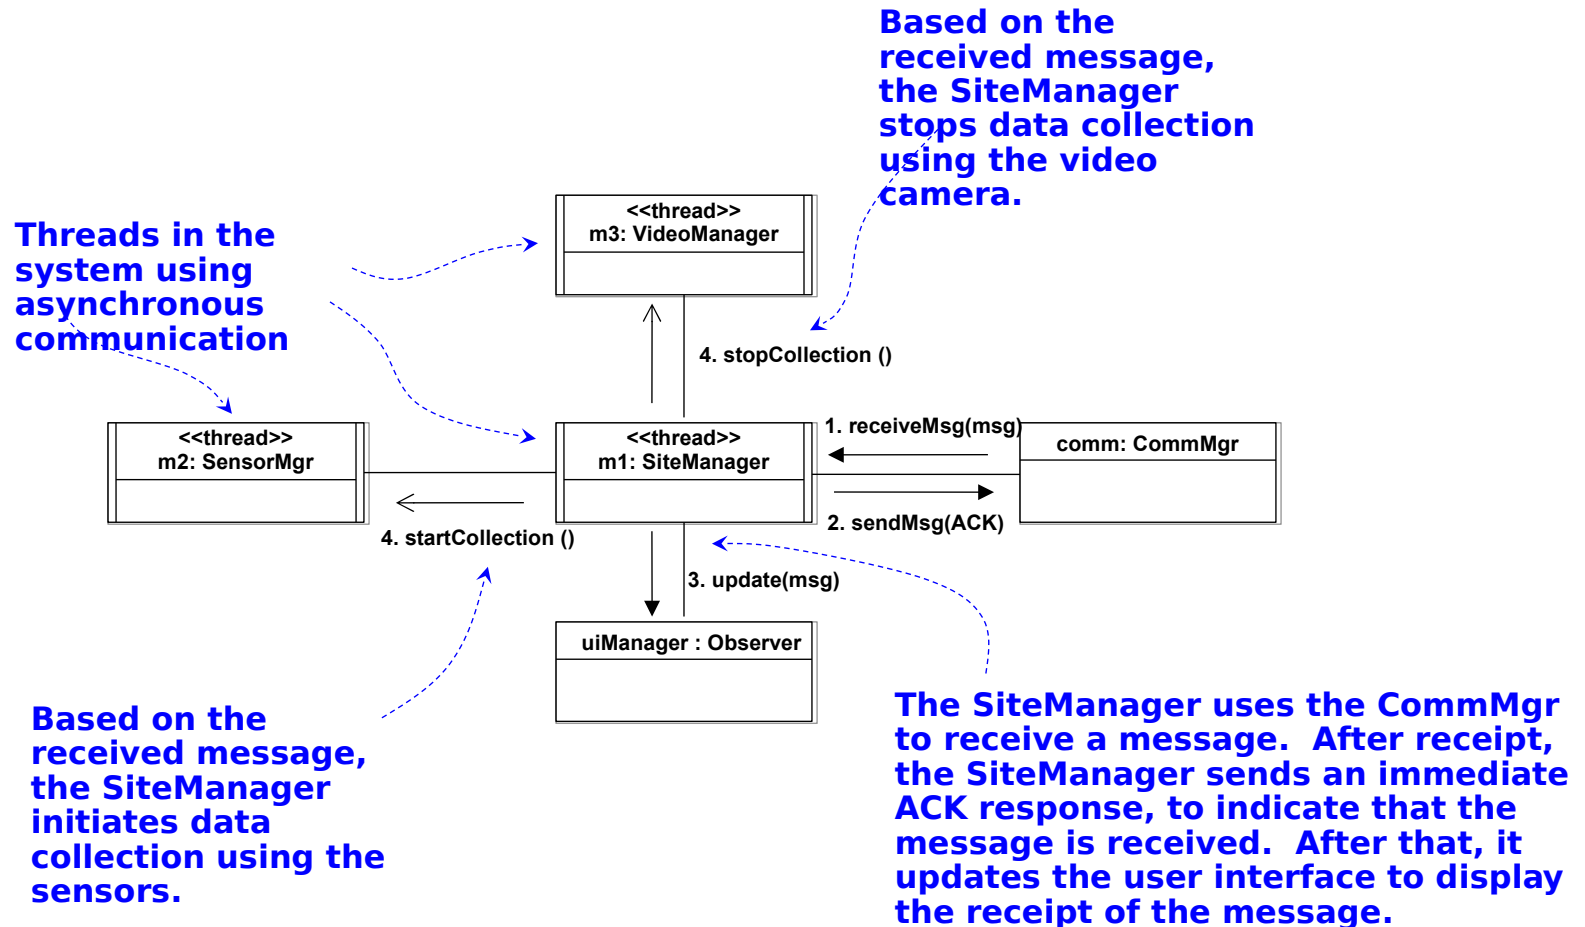 Based on the
received message,
the SiteManager
stops data collection
using the video
camera.
<<thread>>
m3: VideoManager
Threads in the
system using
asynchronous
communication
4. stopCollection ()
<<thread>>
m2: SensorMgr
<<thread>>
m1: SiteManager
1. receiveMsg(msg)
comm: CommMgr
2. sendMsg(ACK)
4. startCollection ()
3. update(msg)
uiManager : Observer
Based on the
received message,
the SiteManager
initiates data
collection using the
sensors.
The SiteManager uses the CommMgr
to receive a message.  After receipt,
the SiteManager sends an immediate
ACK response, to indicate that the
message is received.  After that, it
updates the user interface to display
the receipt of the message.